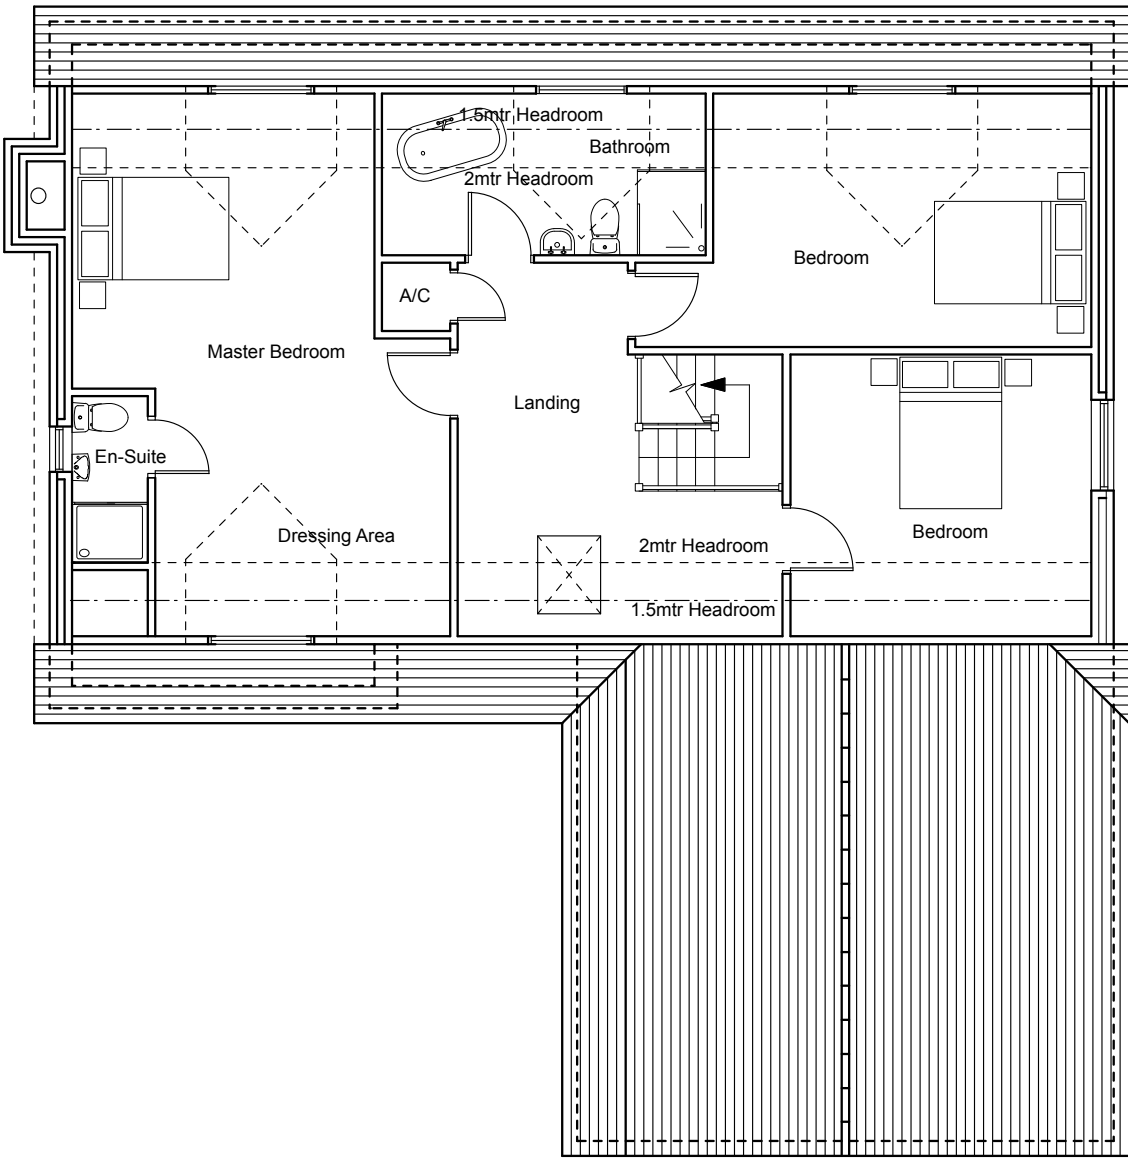 1.5mtr Headroom
Bathroom
2mtr Headroom
Bedroom
A/C
Master Bedroom
Landing
En-Suite
Dressing Area
Bedroom
2mtr Headroom
1.5mtr Headroom